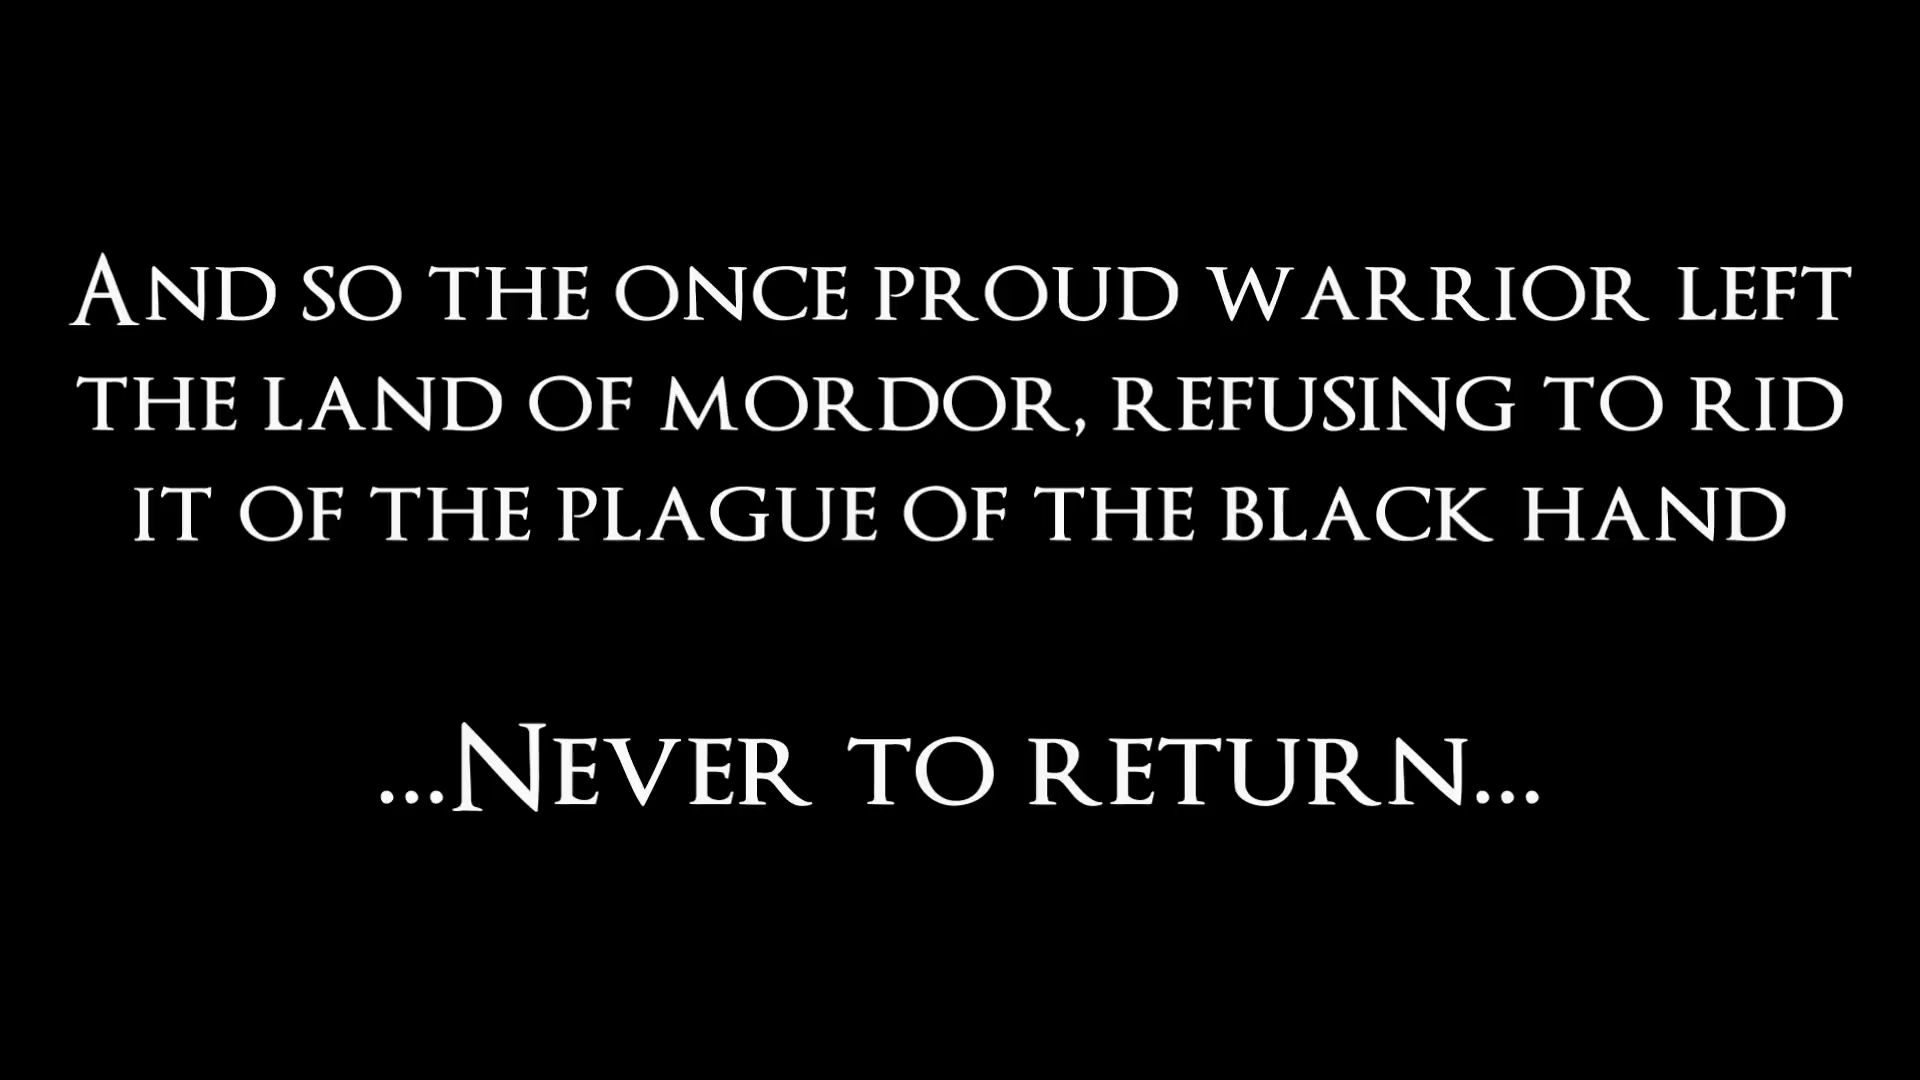 And so the once proud warrior left
the land of mordor, refusing to rid
it of the plague of the black hand
...Never to return...